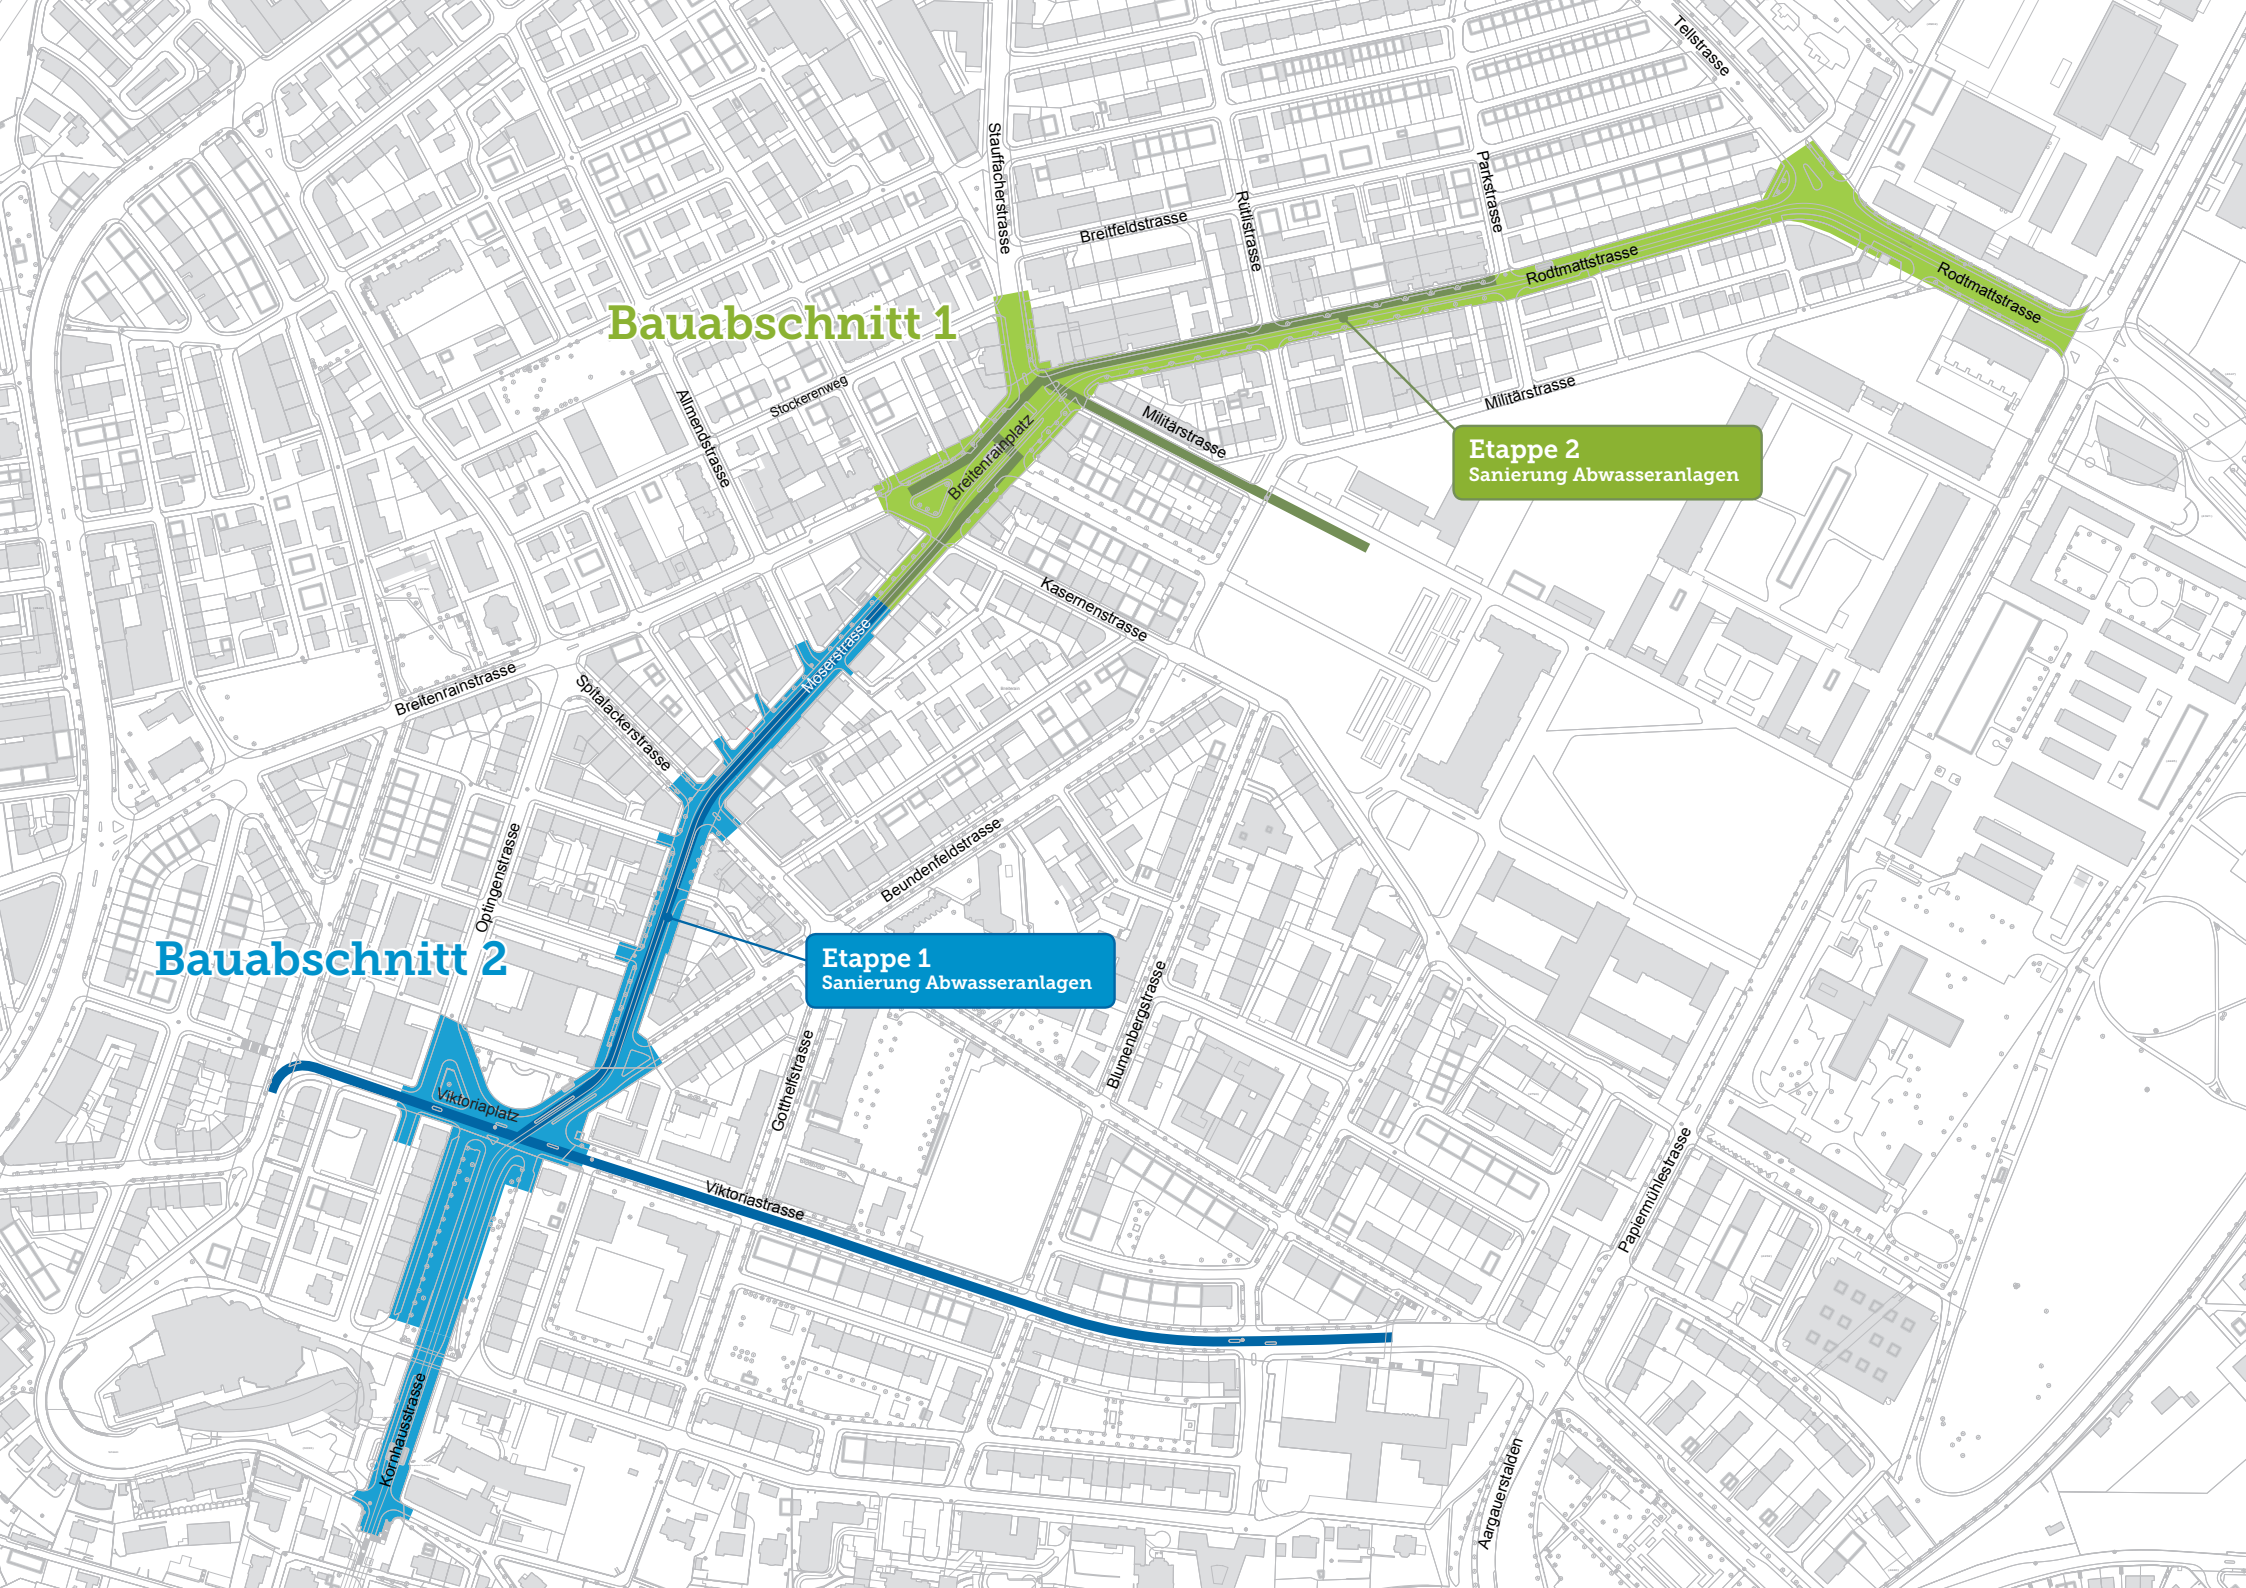 Tellstrasse
Stauffacherstrasse
Parkstrasse
Rütlistrasse
Breitfeldstrasse
Rodtmattstrasse
Rodtmattstrasse
Bauabschnitt 1
Stockerenweg
Allmendstrasse
Militärstrasse
Militärstrasse
Breitenrainplatz
Etappe 2
Sanierung Abwasseranlagen
Kasernenstrasse
Moserstrasse
Breitenrainstrasse
Spitalackerstrasse
Optingenstrasse
Beundenfeldstrasse
Bauabschnitt 2
Etappe 1
Sanierung Abwasseranlagen
Blumenbergstrasse
Gotthelfstrasse
Viktoriaplatz
Viktoriastrasse
Papiermühlestrasse
Kornhausstrasse
Aargauerstalden